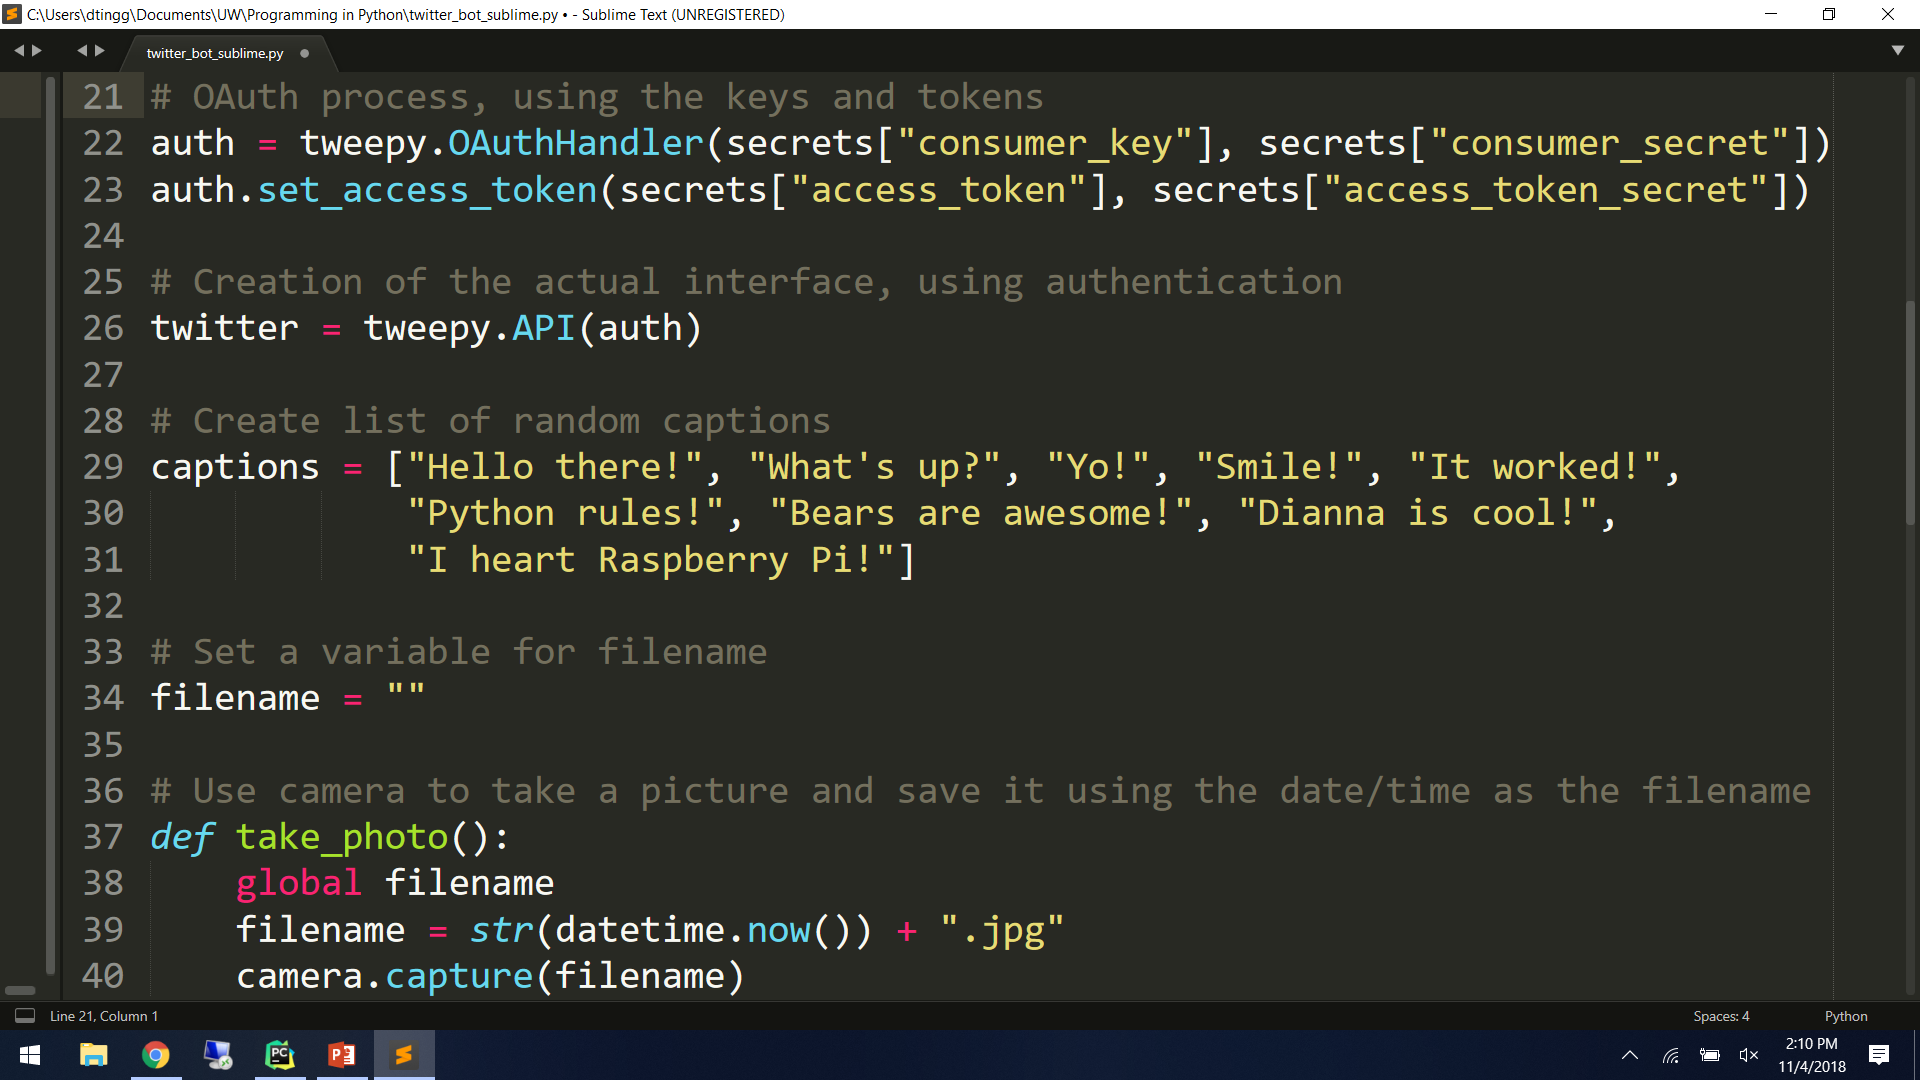 C:\Users\dtingg\Documents\UW\Programming in Python\twitter_bot_sublime.py • - Sublime Text (UNREGISTERED)
twitter_bot_sublime.py
21 # OAuth process, using the keys and tokens
22 auth = tweepy.OAuthHandler(secrets["consumer_key"], secrets["consumer_secret"])
23 auth.set_access_token(secrets["access_token"], secrets["access_token_secret"])
24
25 # Creation of the actual interface, using authentication
26 twitter = tweepy.API(auth)
27
28 # Create list of random captions
29 captions = ["Hello there!", "What's up?", "Yo!", "Smile!", "It worked!",
30             "Python rules!", "Bears are awesome!", "Dianna is cool!",
31             "I heart Raspberry Pi!"]
32
33 # Set a variable for filename
34 filename = ""
35
36 # Use camera to take a picture and save it using the date/time as the filename
37 def take_photo():
38     global filename
39     filename = str(datetime.now()) + ".jpg"
40     camera.capture(filename)
Line 21, Column 1
Spaces: 4
Python
PC
P
2:10 PM
11/4/2018